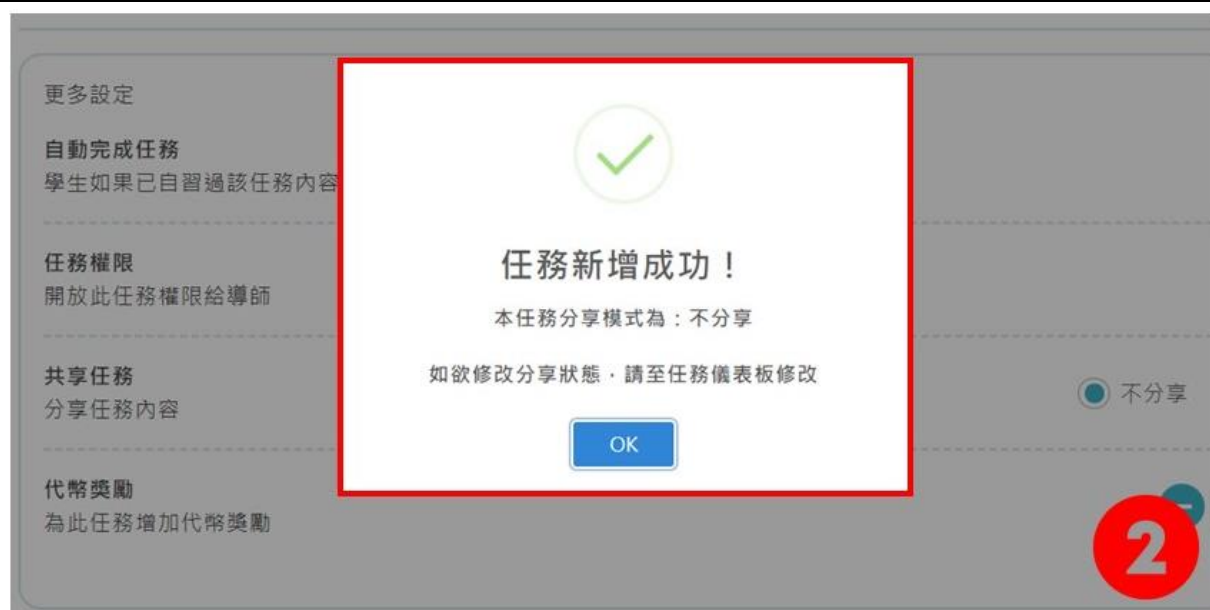 更多設定
自動完成任務
學生如果已自習過該任務內容
任務權限
開放此任務權限給導師
共享任務
分享任務內容
不分享
代幣獎勵
為此任務增加代幣獎勵
任務新增成功！
本任務分享模式為：不分享
如欲修改分享狀態，請至任務儀表板修改
OK
2